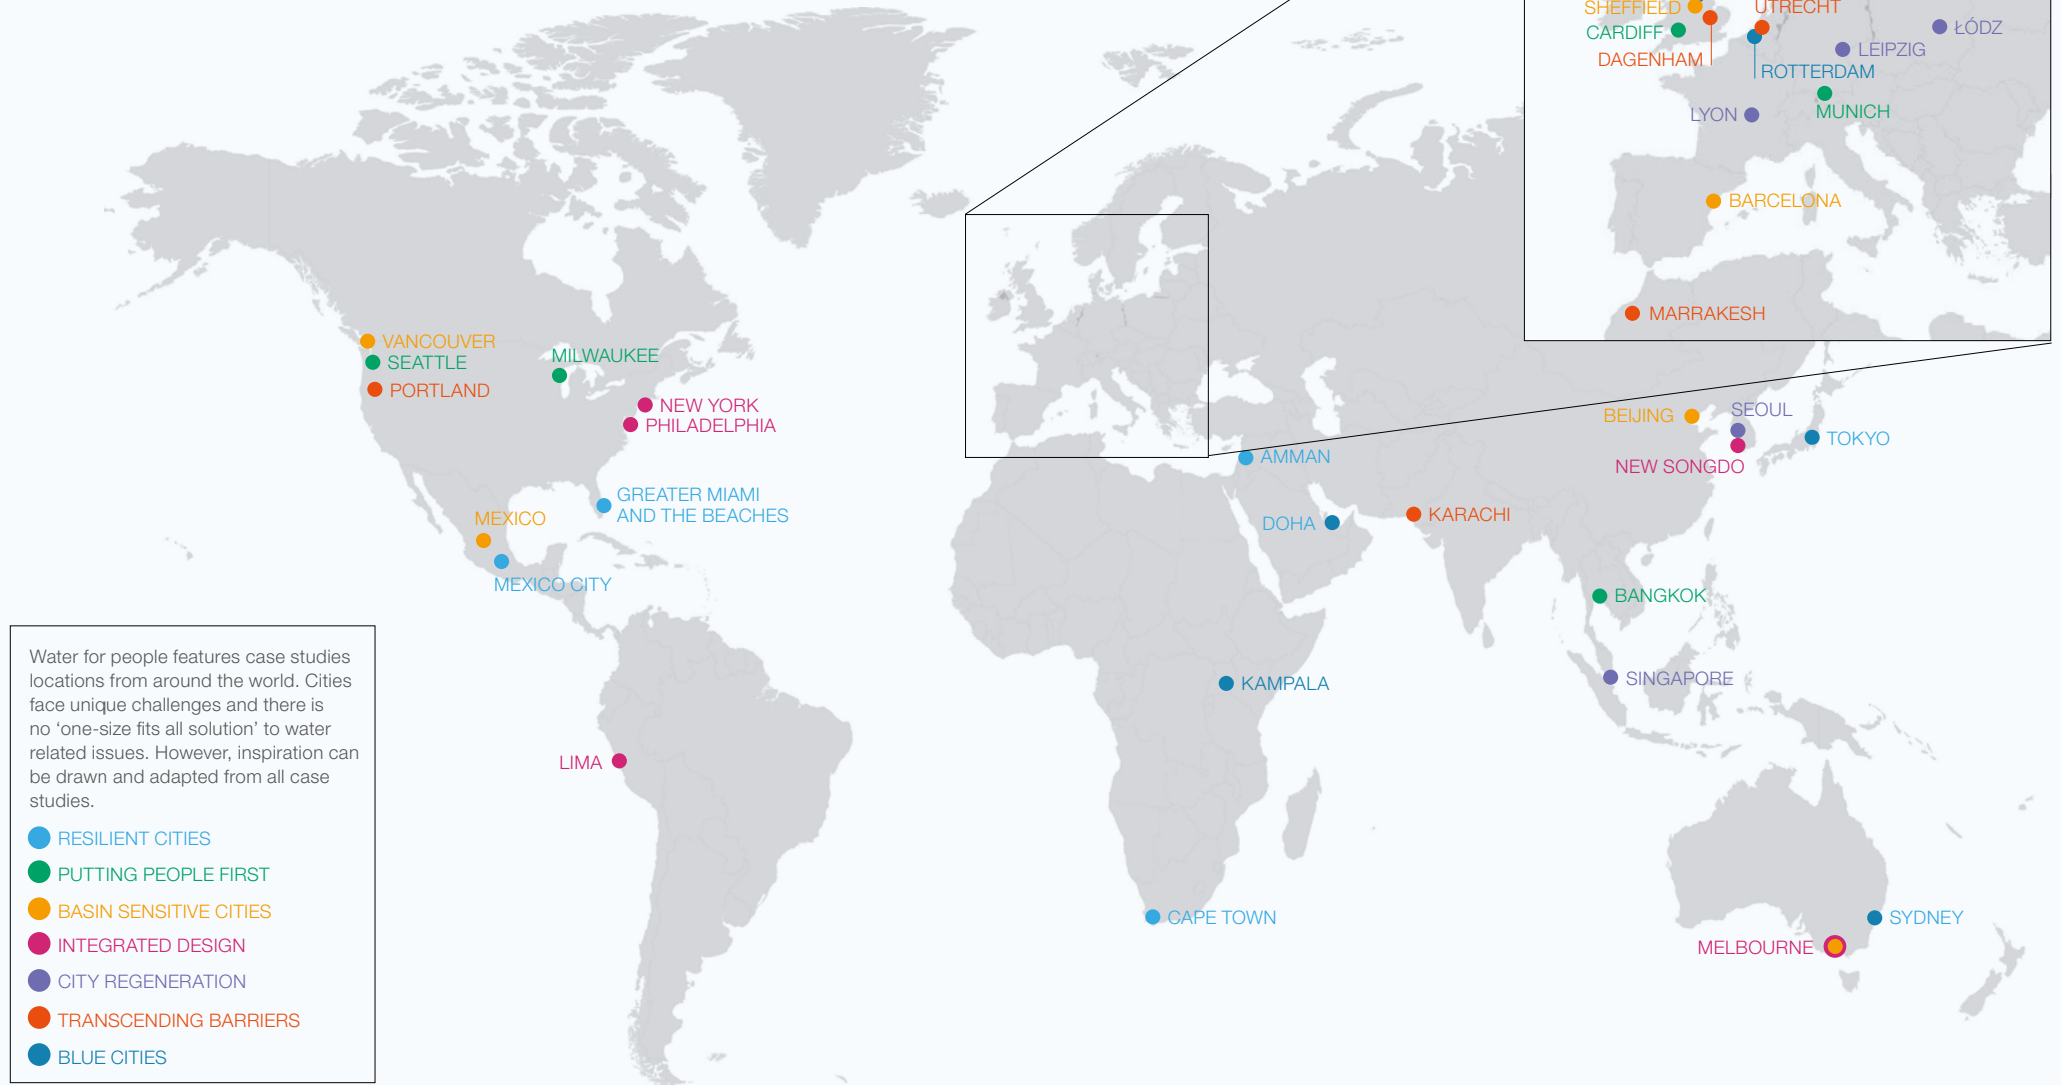 SHEFFIELD
UTRECHT
CARDIFF
ŁÓDZ
LEIPZIG
DAGENHAM
ROTTERDAM
LYON
MUNICH
BARCELONA
MARRAKESH
VANCOUVER
SEATTLE
MILWAUKEE
PORTLAND
NEW YORK
PHILADELPHIA
BEIJING
SEOUL
TOKYO
NEW SONGDO
AMMAN
GREATER MIAMI
AND THE BEACHES
MEXICO
DOHA
KARACHI
MEXICO CITY
BANGKOK
KAMPALA
SINGAPORE
LIMA
CAPE TOWN
SYDNEY
MELBOURNE
Water for people features case studies
locations from around the world. Cities
face unique challenges and there is
no ‘one-size fits all solution’ to water
related issues. However, inspiration can
be drawn and adapted from all case
studies.
RESILIENT CITIES
PUTTING PEOPLE FIRST
BASIN SENSITIVE CITIES
INTEGRATED DESIGN
CITY REGENERATION
TRANSCENDING BARRIERS
BLUE CITIES